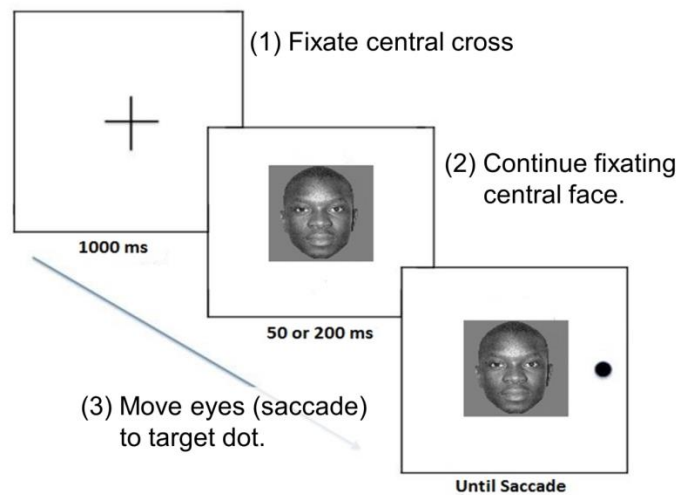 (1) Fixate central cross
(2) Continue fixating
central face.
1000 ms
50 or 200 ms
(3) Move eyes (saccade)
to target dot.
Until Saccade